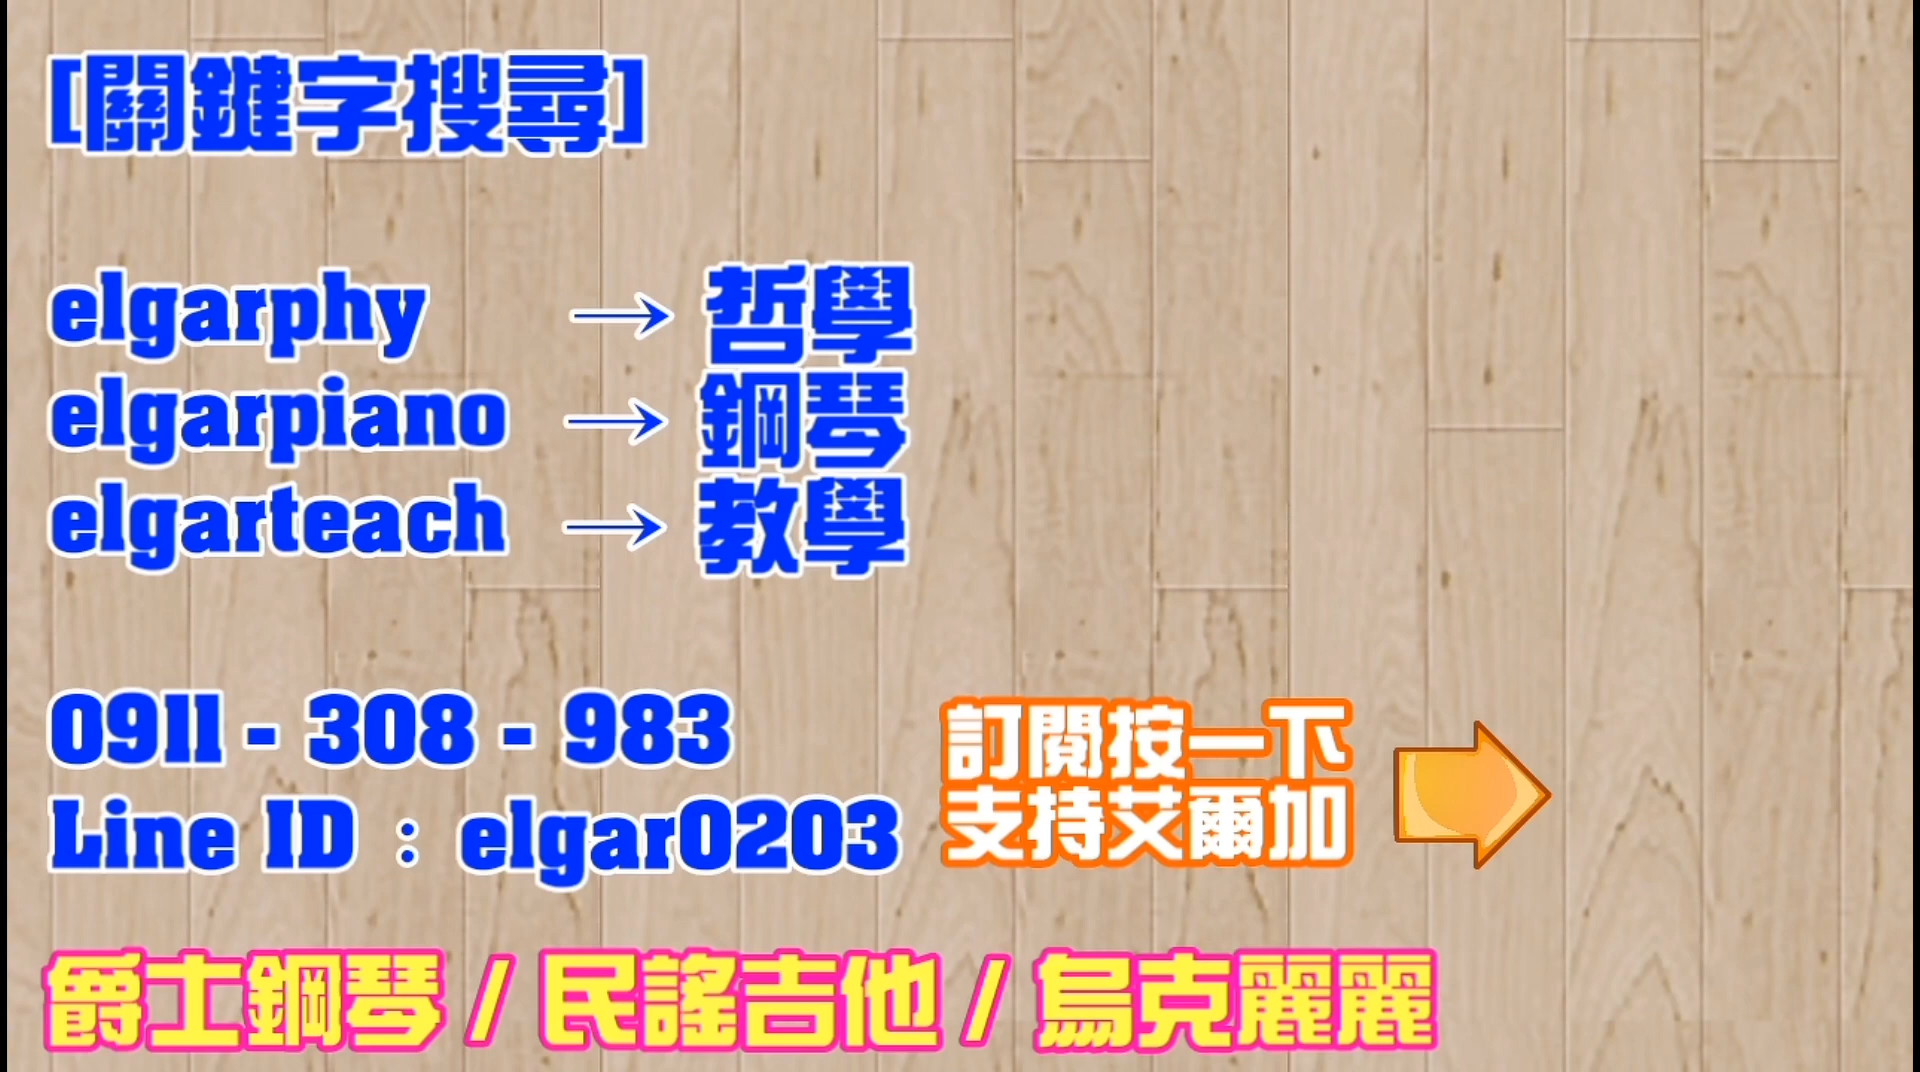 [關鍵字搜尋]
elgarphy → 哲學
elgarpiano → 鋼琴
elgarteach → 教學
0911 - 308 - 983
Line ID : elgar0203
訂閱按一下
支持艾爾加
爵士鋼琴 / 民謠吉他 / 烏克麗麗